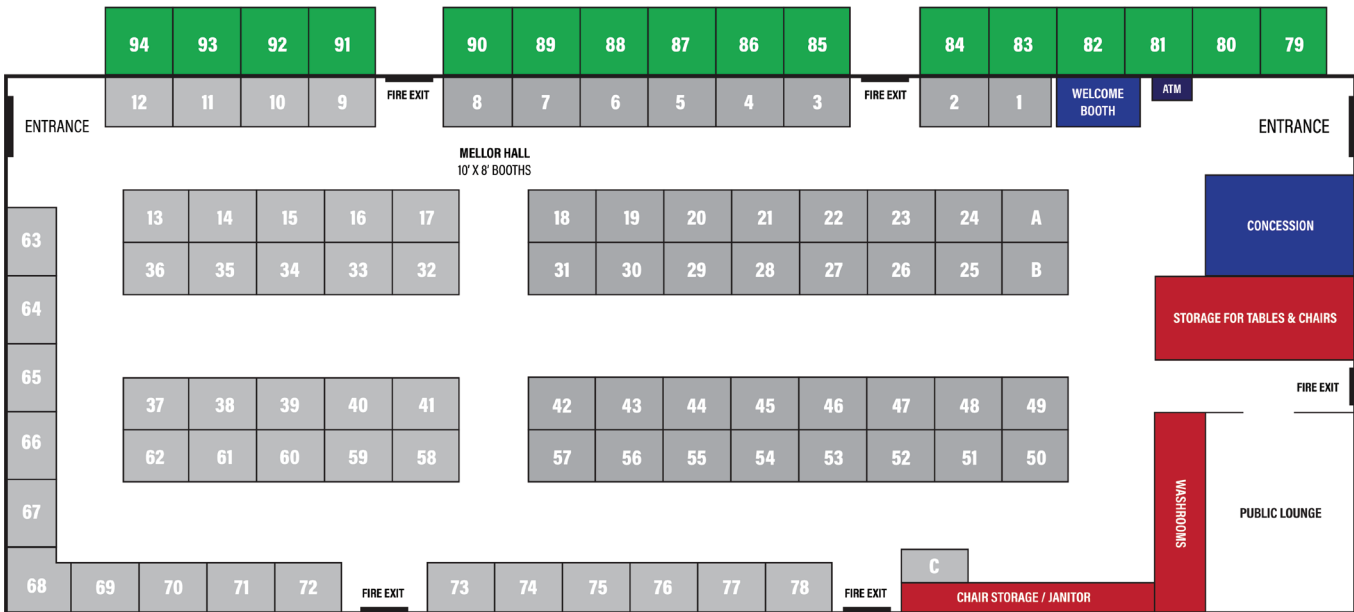 94 93 92 91 90 89 88 87 86 85 84 83 82 81 80 79
12 11 10 9 FIRE EXIT 8 7 6 5 4 3 FIRE EXIT 2 1 WELCOME BOOTH ATM
ENTRANCE ENTRANCE
MELLOR HALL
10' X 8' BOOTHS
13 14 15 16 17 18 19 20 21 22 23 24 A
63 CONCESSION
36 35 34 33 32 31 30 29 28 27 26 25 B
64 STORAGE FOR TABLES & CHAIRS
65 FIRE EXIT
37 38 39 40 41 42 43 44 45 46 47 48 49
66
62 61 60 59 58 57 56 55 54 53 52 51 50
67 WASHROOMS PUBLIC LOUNGE
C
68 69 70 71 72 FIRE EXIT 73 74 75 76 77 78 FIRE EXIT CHAIR STORAGE / JANITOR